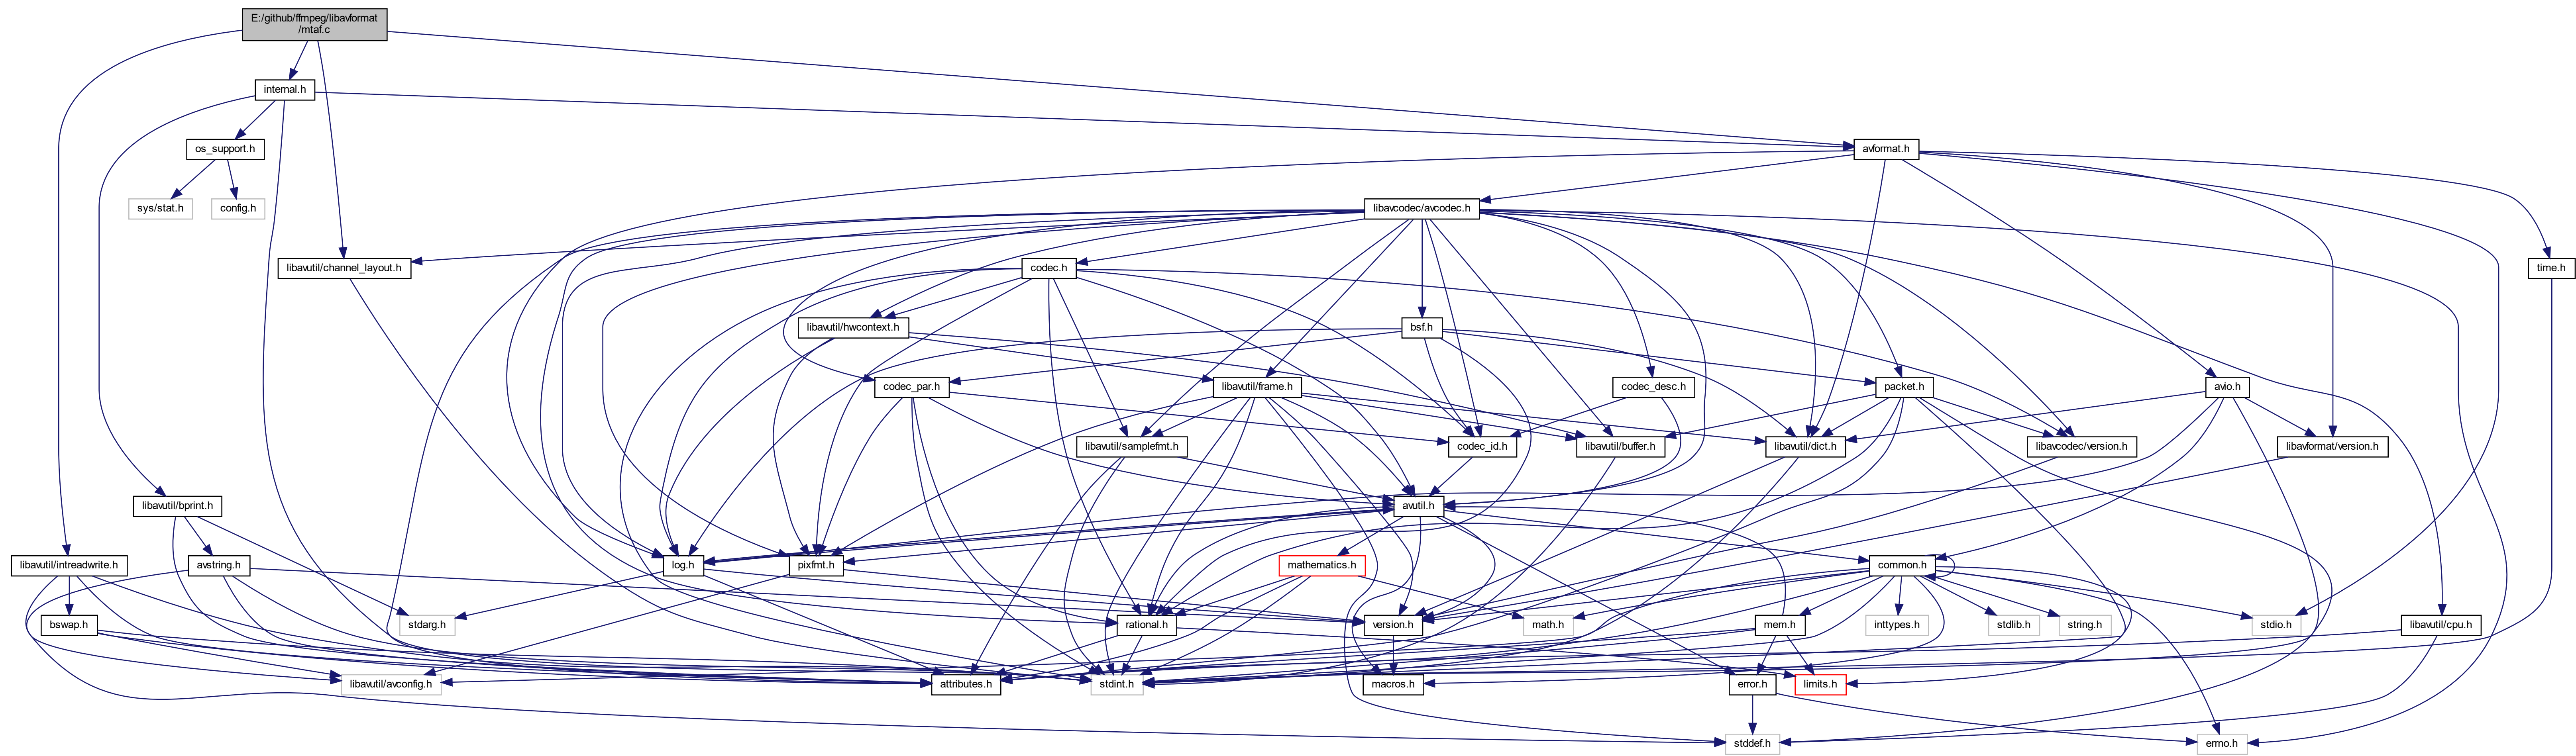 E:/github/ffmpeg/libavformat
/mtaf.c
internal.h
os_support.h
avformat.h
sys/stat.h
config.h
libavcodec/avcodec.h
libavutil/channel_layout.h
codec.h
time.h
libavutil/hwcontext.h
bsf.h
codec_par.h
libavutil/frame.h
codec_desc.h
packet.h
avio.h
libavutil/samplefmt.h
codec_id.h
libavutil/buffer.h
libavutil/dict.h
libavcodec/version.h
libavformat/version.h
libavutil/bprint.h
avutil.h
libavutil/intreadwrite.h
avstring.h
log.h
pixfmt.h
mathematics.h
common.h
bswap.h
stdarg.h
rational.h
version.h
math.h
mem.h
inttypes.h
stdlib.h
string.h
stdio.h
libavutil/cpu.h
libavutil/avconfig.h
attributes.h
stdint.h
macros.h
error.h
limits.h
stddef.h
errno.h